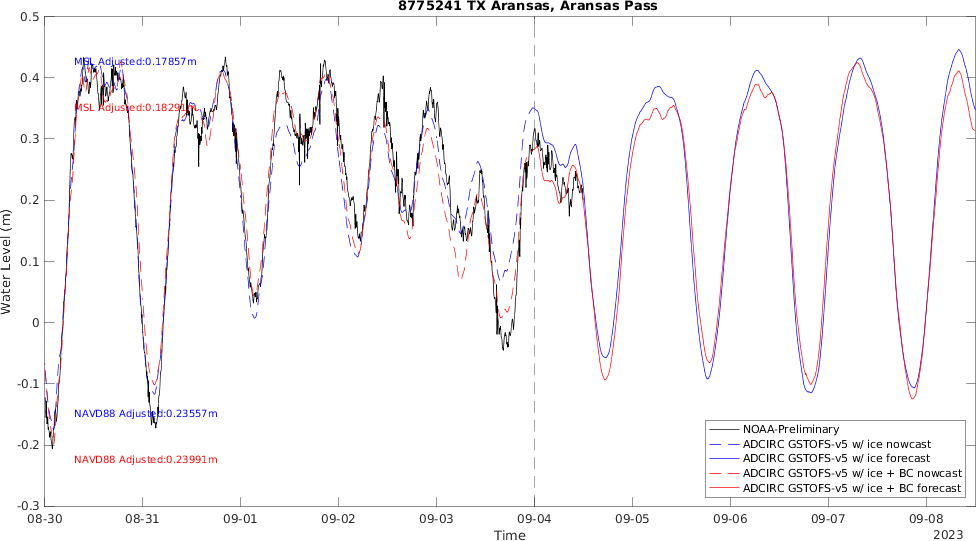 8775241 TX Aransas, Aransas Pass
0.5
0.4
0.3
0.2
0.1
0
-0.1
-0.2
-0.3
Water Level (m)
MSL Adjusted:0.17857m
MSL Adjusted:0.18291m
NAVD88 Adjusted:0.23557m
NAVD88 Adjusted:0.23991m
NOAA-Preliminary
ADCIRC GSTOFS-v5 w/ ice nowcast
ADCIRC GSTOFS-v5 w/ ice forecast
ADCIRC GSTOFS-v5 w/ ice + BC nowcast
ADCIRC GSTOFS-v5 w/ ice + BC forecast
08-30 08-31 09-01 09-02 09-03 09-04 09-05 09-06 09-07 09-08
Time
2023